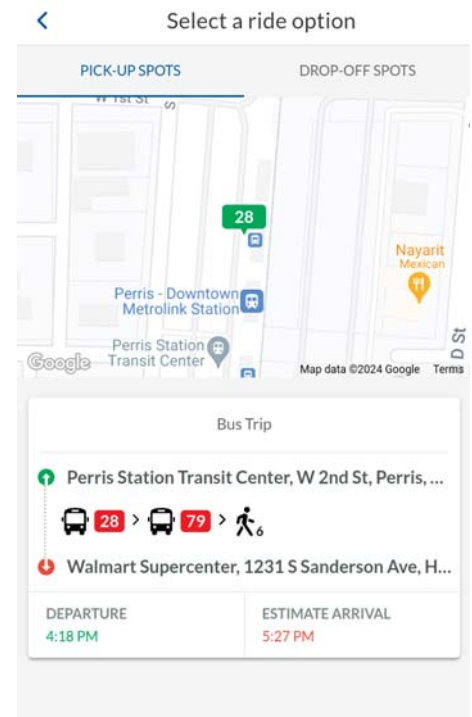 Select a ride option
PICK-UP SPOTS
DROP-OFF SPOTS
W 1st St
S
28
Nayarit
Mexican
Perris - Downtown
Metrolink Station
Perris Station
Transit Center
D St
Google
Map data ©2024 Google Terms
Bus Trip
Perris Station Transit Center, W 2nd St, Perris, ...
28 > 79 > 6
Walmart Supercenter, 1231 S Sanderson Ave, H...
DEPARTURE
ESTIMATE ARRIVAL
4:18 PM
5:27 PM